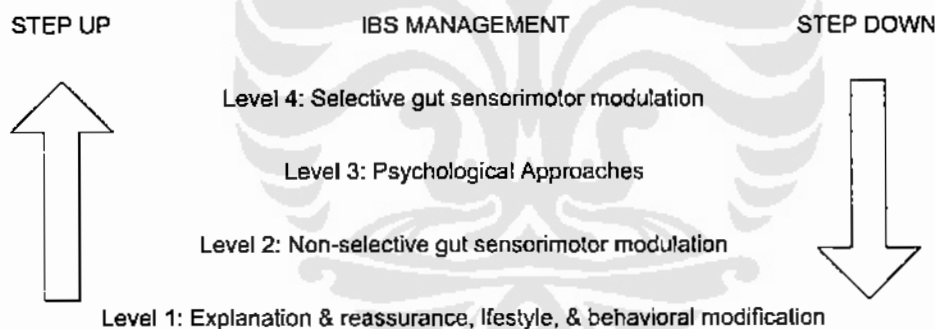 STEP UP IBS MANAGEMENT STEP DOWN
Level 4: Selective gut sensorimotor modulation
Level 3: Psychological Approaches
Level 2: Non-selective gut sensorimotor modulation
Level 1: Explanation & reassurance, lfestyle, & behavioral modification